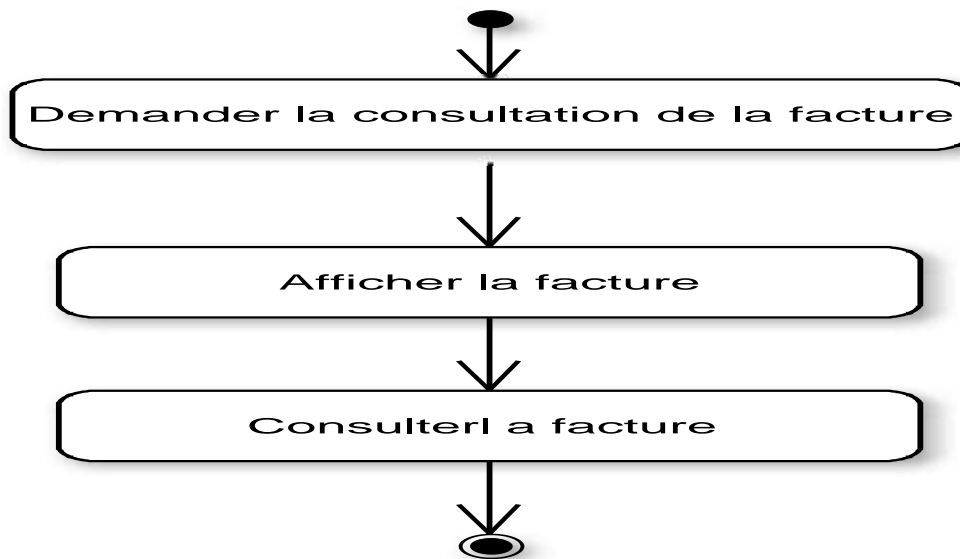 Demander la consultation de la facture
Afficher la facture
Consulterl a facture